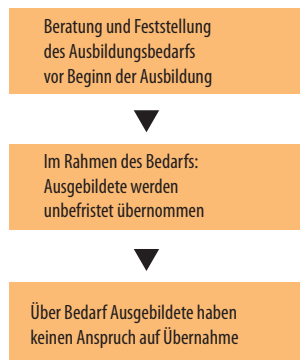 Beratung und Feststellung
des Ausbildungsbedarfs
vor Beginn der Ausbildung
Im Rahmen des Bedarfs:
Ausgebildete werden
unbefristet übernommen
Über Bedarf Ausgebildete haben
keinen Anspruch auf Übernahme